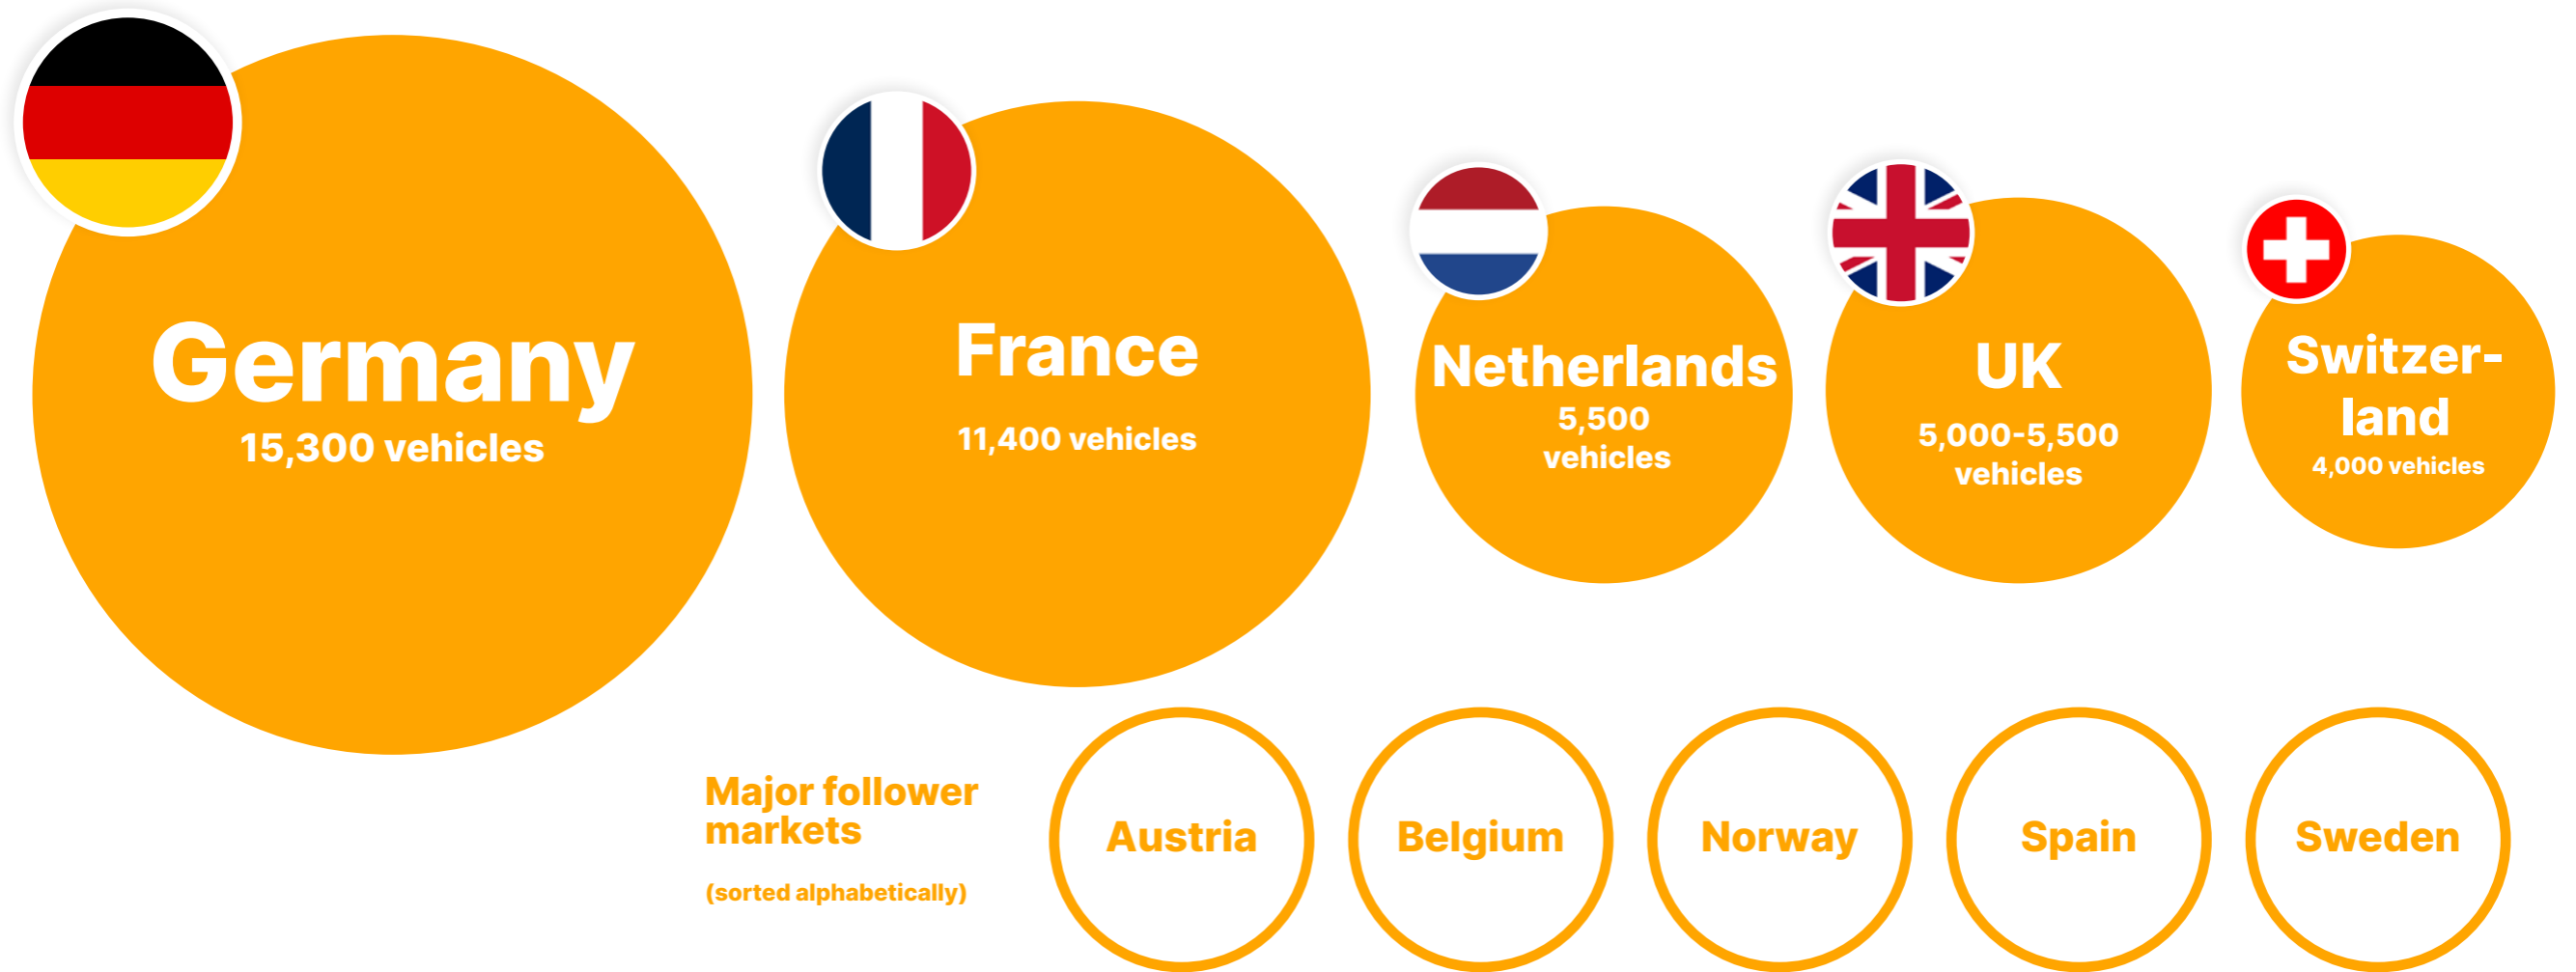 Germany
15,300 vehicles
France
11,400 vehicles
Netherlands
5,500
vehicles
UK
5,000-5,500
vehicles
Switzer-
land
4,000 vehicles
Major follower
markets
(sorted alphabetically)
Austria
Belgium
Norway
Spain
Sweden